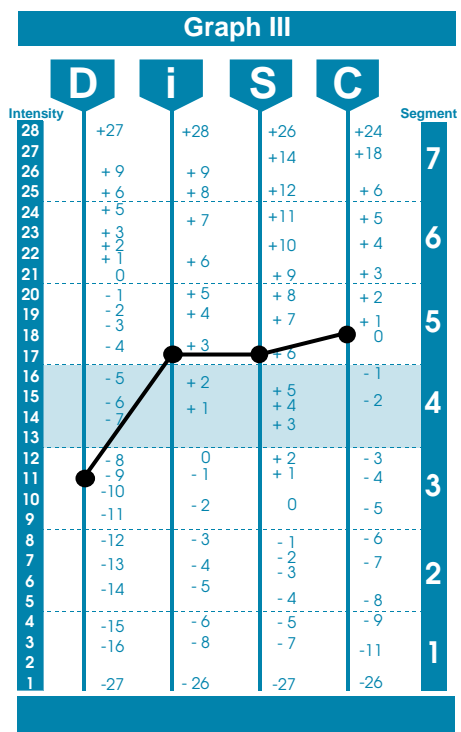 Graph III
D i S C
Intensity Segment
28 +27 +28 +26 +24
27 +14 +18 7
26 + 9 + 9
25 + 6 + 8 +12 + 6
24 + 5 + 7 +11 + 5
23 + 3 6
+ 2 +10 + 4
22 + 1 + 6
21 0 + 9 + 3
20 - 1 + 5 + 8 + 2
19 - 2 + 4 + 7 + 1 5
18 - 3 0
17 - 4 + 3 + 6
16 - 5 + 2 - 1
15 - 6 + 5 - 2 4
14 - 7 + 1 + 4
13 + 3
12 - 8 0 + 2 - 3
11 - 9 - 1 + 1 - 4 3
10 -10 - 2 0 - 5
9 -11
8 -12 - 3 - 1 - 6
7 -13 - 4 - 2 - 7 2
6 -14 - 5 - 3
5 - 4 - 8
4 -15 - 6 - 5 - 9
3 -16 - 8 - 7 -11 1
2
1 -27 - 26 -27 -26